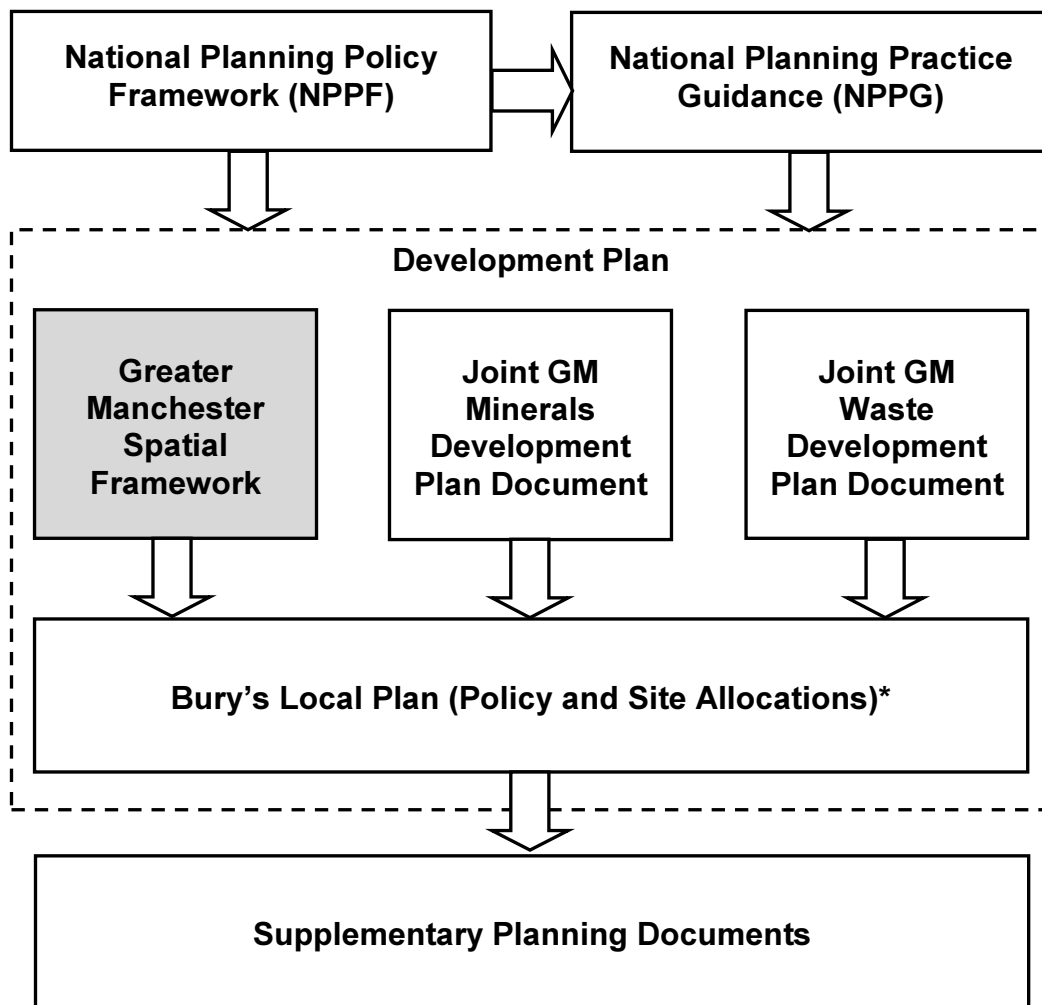 National Planning Policy
Framework (NPPF)
National Planning Practice
Guidance (NPPG)
Development Plan
Greater
Manchester
Spatial
Framework
Joint GM
Minerals
Development
Plan Document
Joint GM
Waste
Development
Plan Document
Bury’s Local Plan (Policy and Site Allocations)*
Supplementary Planning Documents